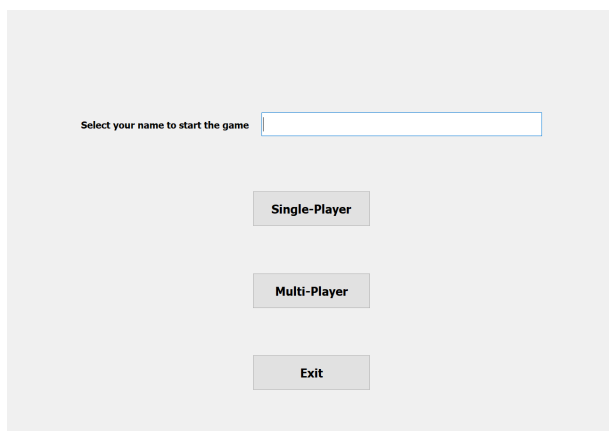 Select your name to start the game
Single-Player
Multi-Player
Exit